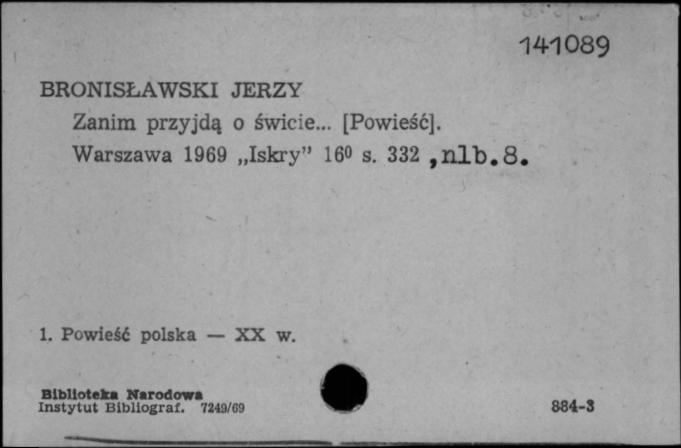 141089
BRONISŁAWSKI JERZY
Zanim przyjdą o świcie... [Powieść].
Warszawa 1969 „Iskry” 16⁰ s. 332 , nlb. 8.
1. Powieść polska — XX w.
Biblioteka Narodowa
Instytut Bibliograf. 7249/69
884-3